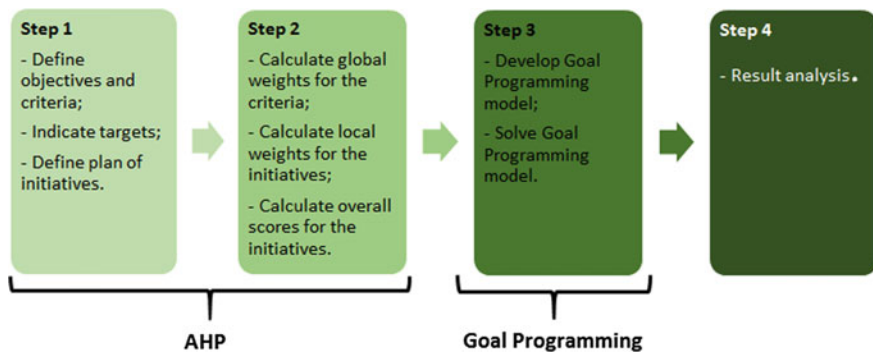 Step 1
- Define
objectives and
criteria;
- Indicate targets;
- Define plan of
initiatives.
Step 2
- Calculate global
weights for the
criteria;
- Calculate local
weights for the
initiatives;
- Calculate overall
scores for the
initiatives.
Step 3
- Develop Goal
Programming
model;
- Solve Goal
Programming
model.
Step 4
- Result analysis.
AHP
Goal Programming